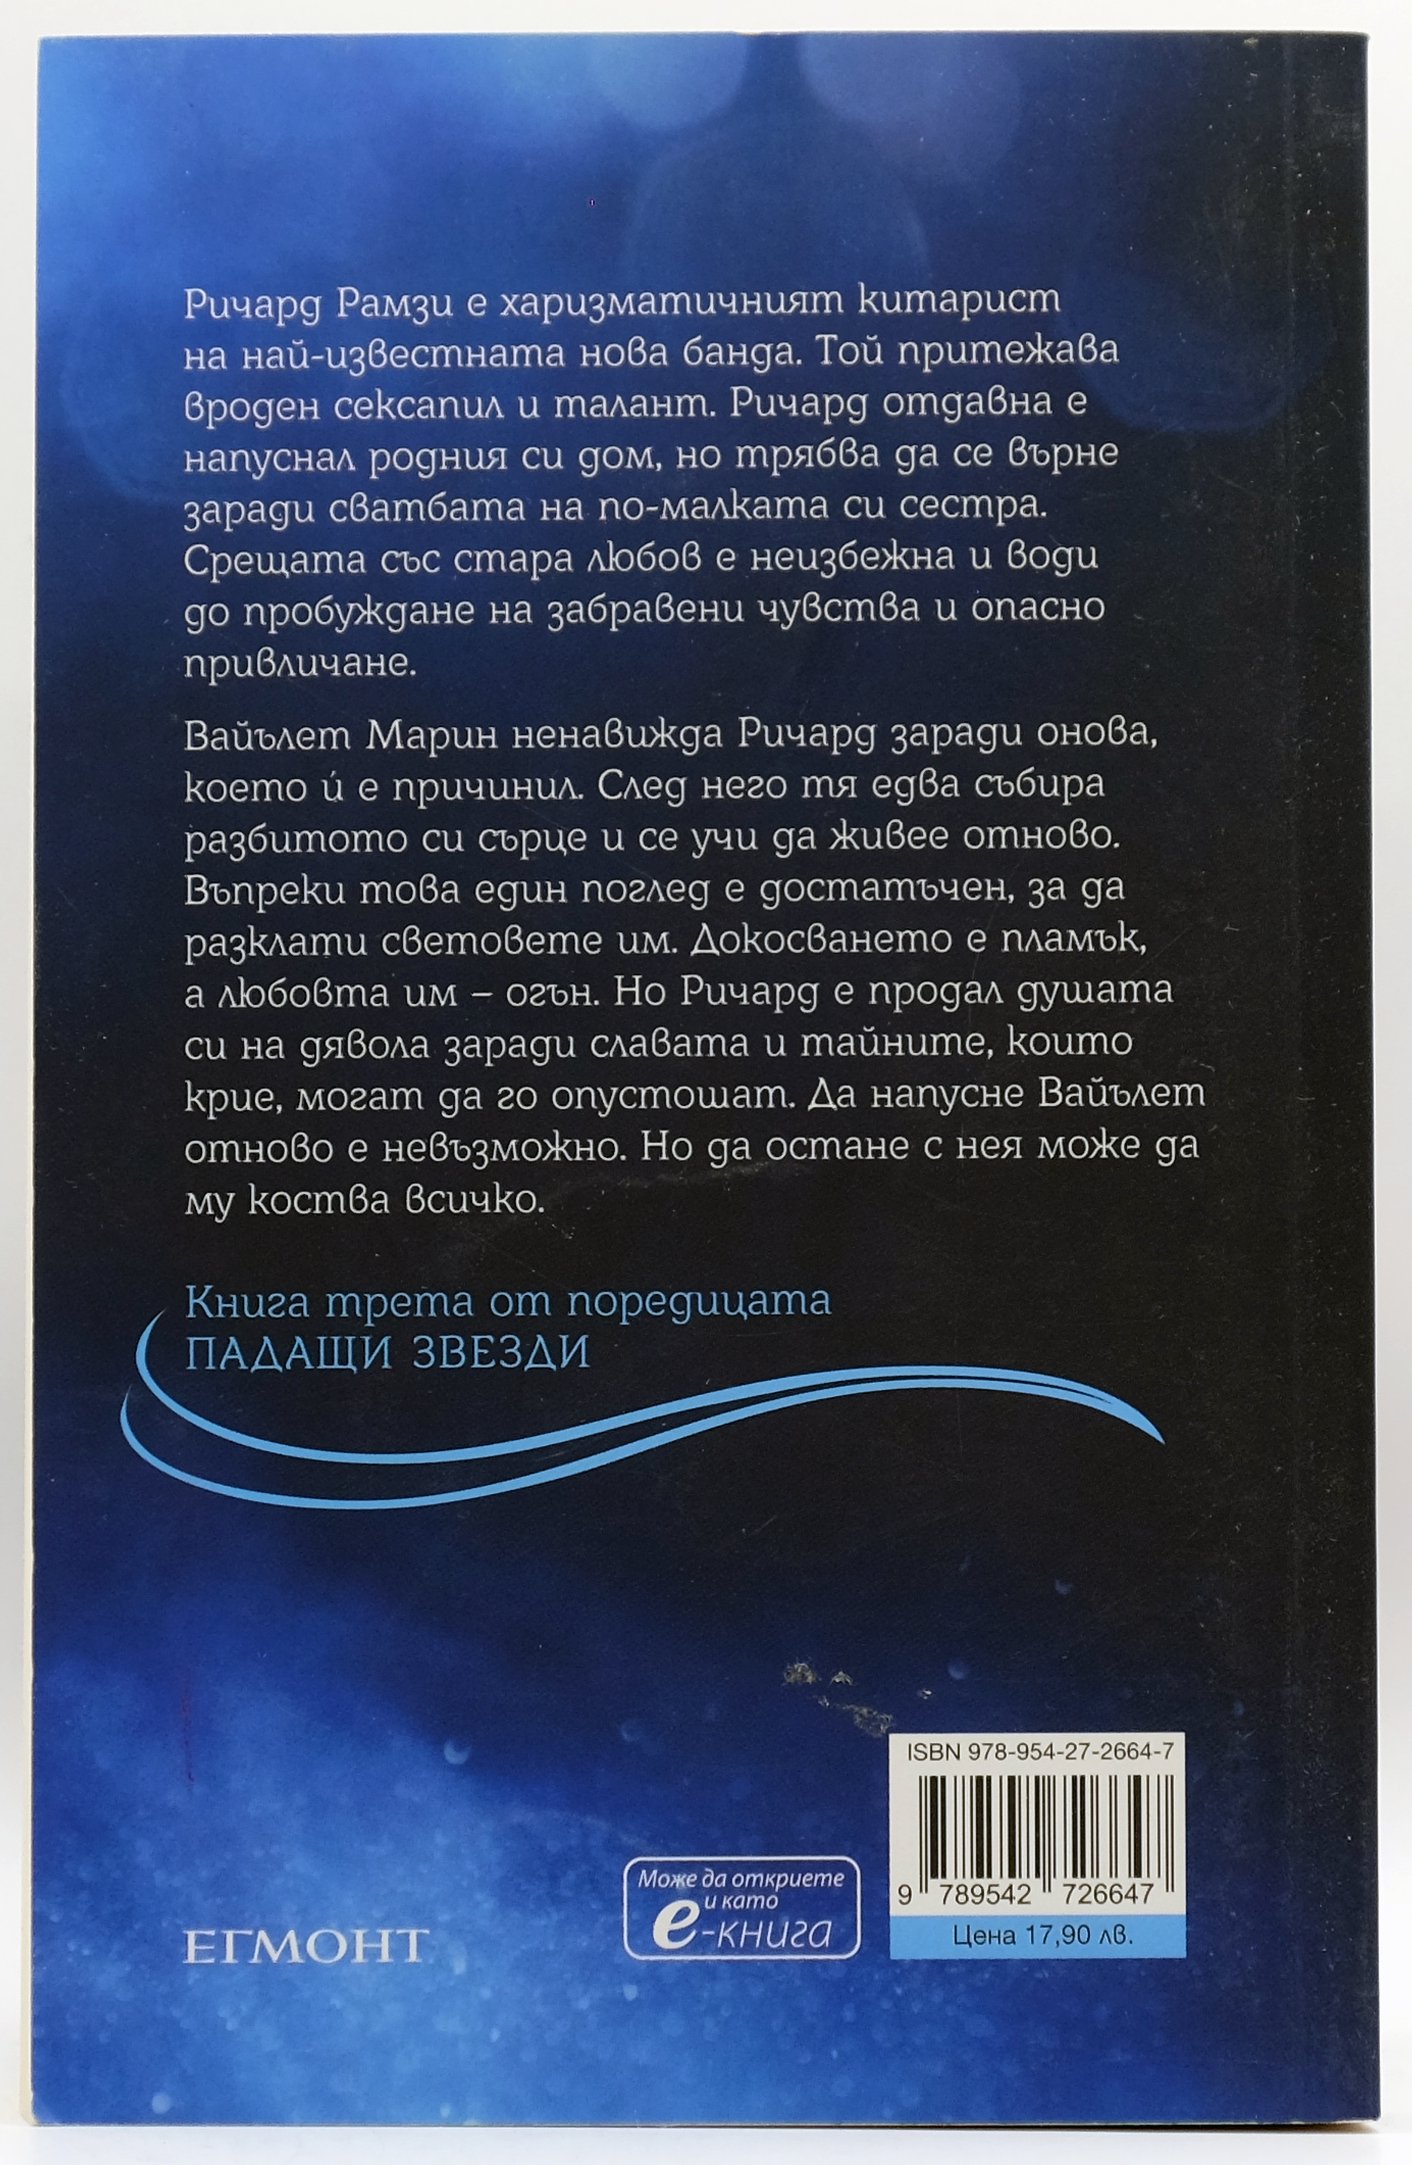 Ричард Рамзи е харизматичният китарист
на най-известната нова банда. Той притежава
вроден сексапил и талант. Ричард отдавна е
напуснал родния си дом, но трябва да се върне
заради сватбата на по-малката си сестра.
Срещата със стара любов е неизбежна и води
до пробуждане на забравени чувства и опасно
привличане.
Вайълет Марин ненавижда Ричард заради онова,
което ѝ е причинил. След него тя едва събира
разбитото си сърце и се учи да живее отново.
Въпреки това един поглед е достатъчен, за да
разклати световете им. Докосването е пламък,
а любовта им – огън. Но Ричард е продал душата
си на дявола заради славата и тайните, които
крие, могат да го опустошат. Да напусне Вайълет
отново е невъзможно. Но да остане с нея може да
му коства всичко.
Книга трета от поредицата
ПАДАЩИ ЗВЕЗДИ
ISBN 978-954-27-2664-7
9 789542 726647
Цена 17,90 лв.
Може да откриете
и като
е-книга
ЕГМОНТ